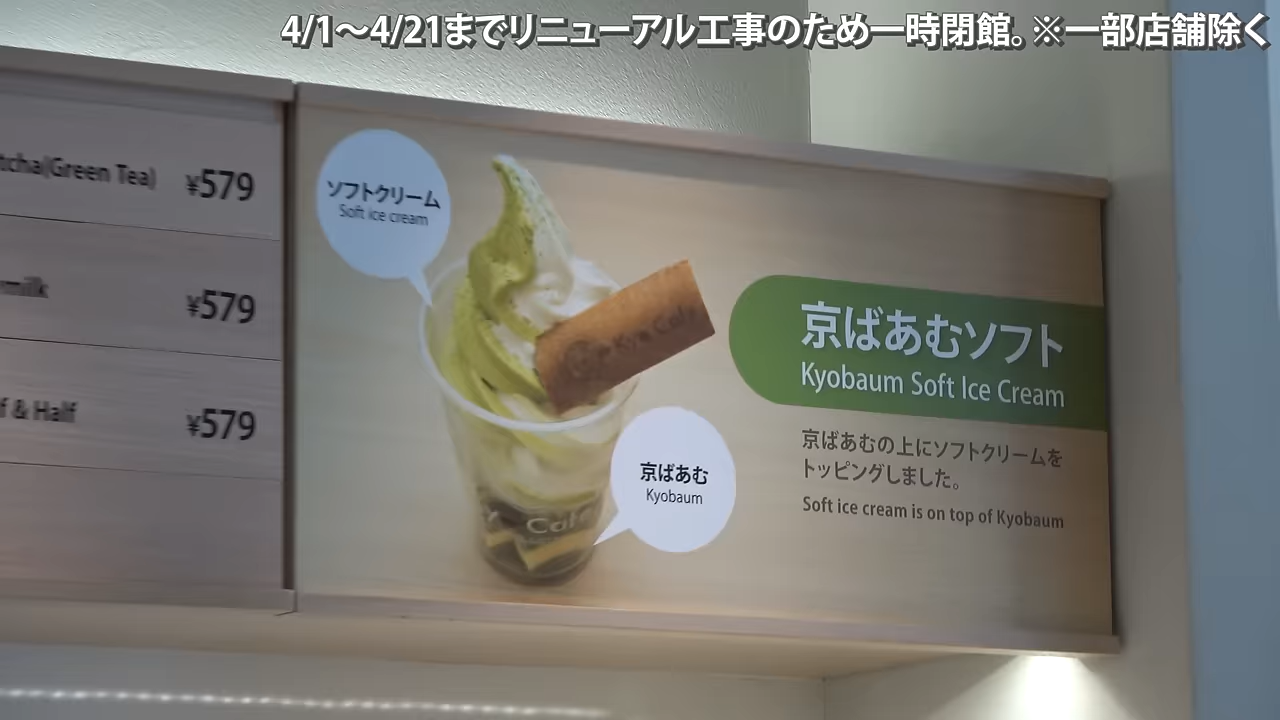 4/1～4/21までリニューアル工事のため一時閉館。※一部店舗除く
(Green Tea) ¥579
¥579
& Half ¥579
ソフトクリーム
Soft ice cream
京ばあむ
Kyobaum
京ばあむソフト
Kyobaum Soft Ice Cream
京ばあむの上にソフトクリームを
トッピングしました。
Soft ice cream is on top of Kyobaum